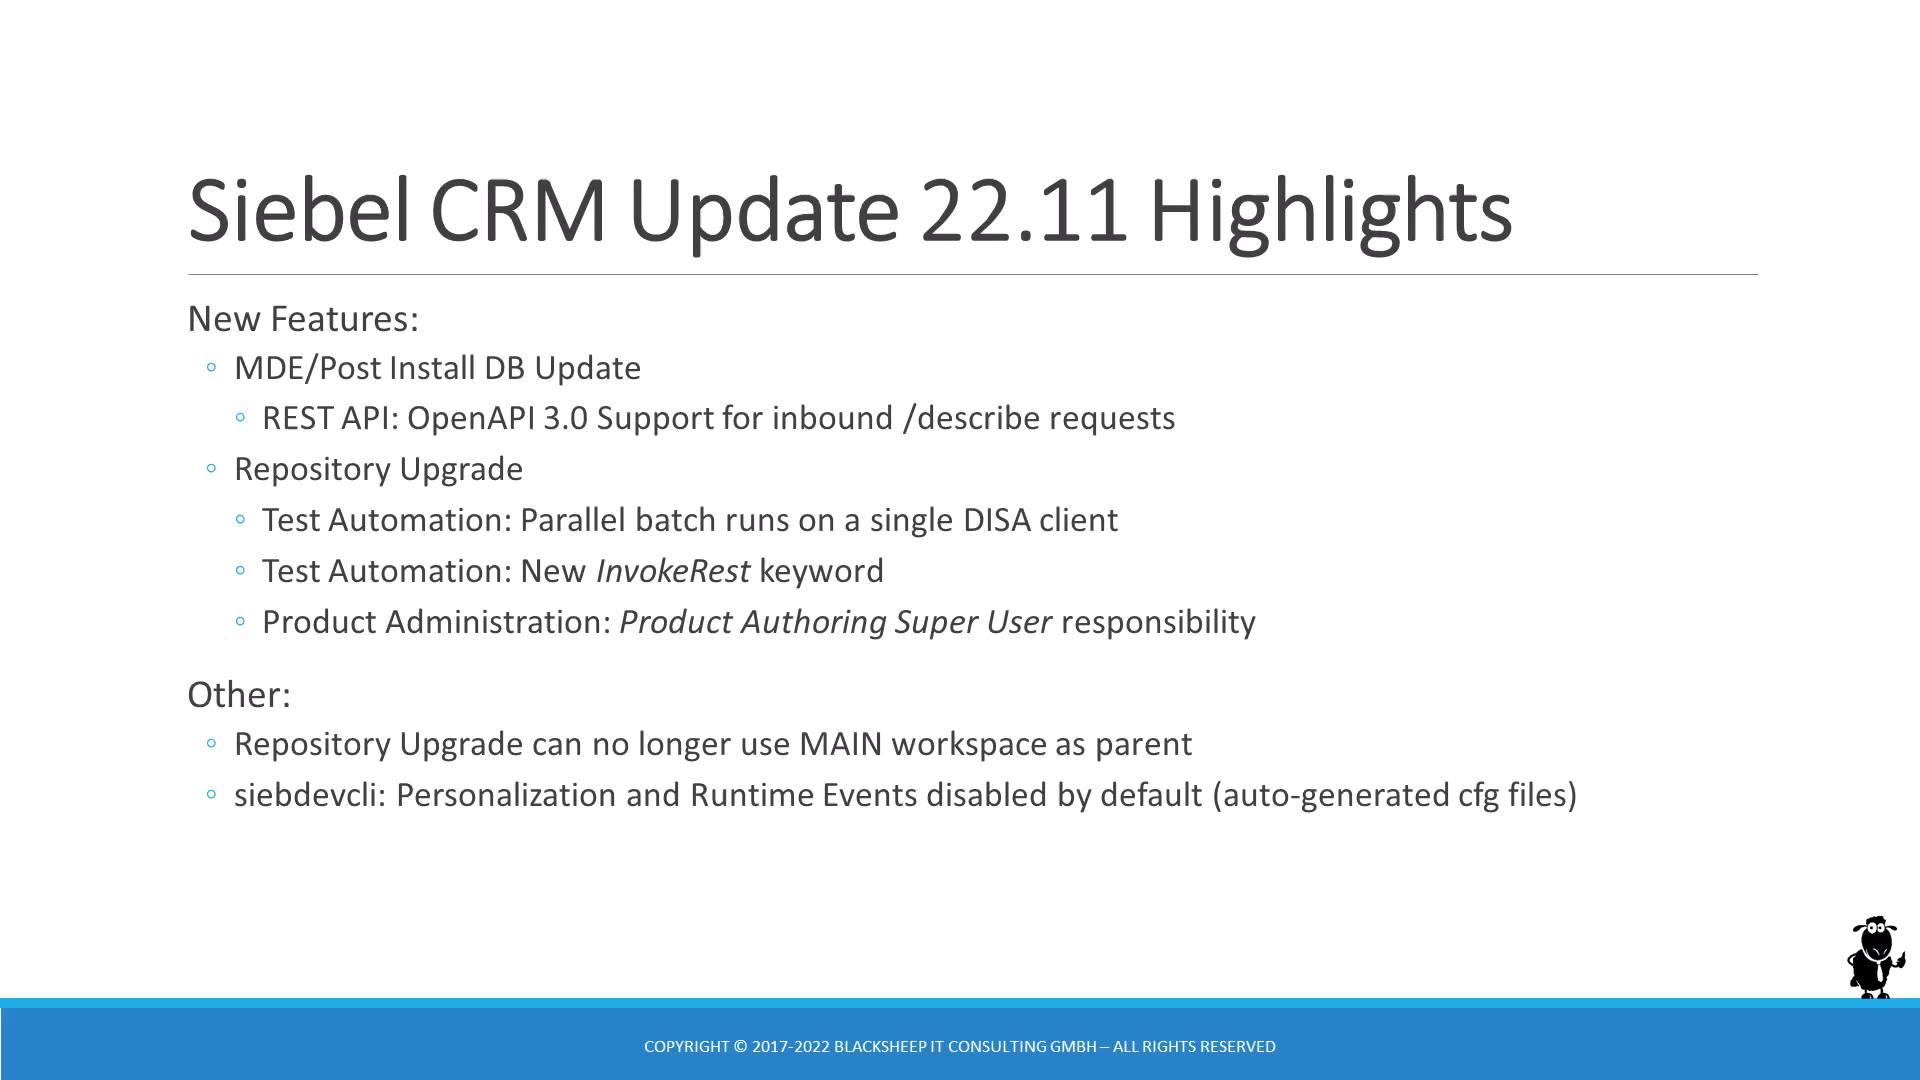 Siebel CRM Update 22.11 Highlights
New Features:
◦ MDE/Post Install DB Update
◦ REST API: OpenAPI 3.0 Support for inbound /describe requests
◦ Repository Upgrade
◦ Test Automation: Parallel batch runs on a single DISA client
◦ Test Automation: New InvokeRest keyword
◦ Product Administration: Product Authoring Super User responsibility
Other:
◦ Repository Upgrade can no longer use MAIN workspace as parent
◦ siebdevcli: Personalization and Runtime Events disabled by default (auto-generated cfg files)
COPYRIGHT © 2017-2022 BLACKSHEEP IT CONSULTING GMBH – ALL RIGHTS RESERVED